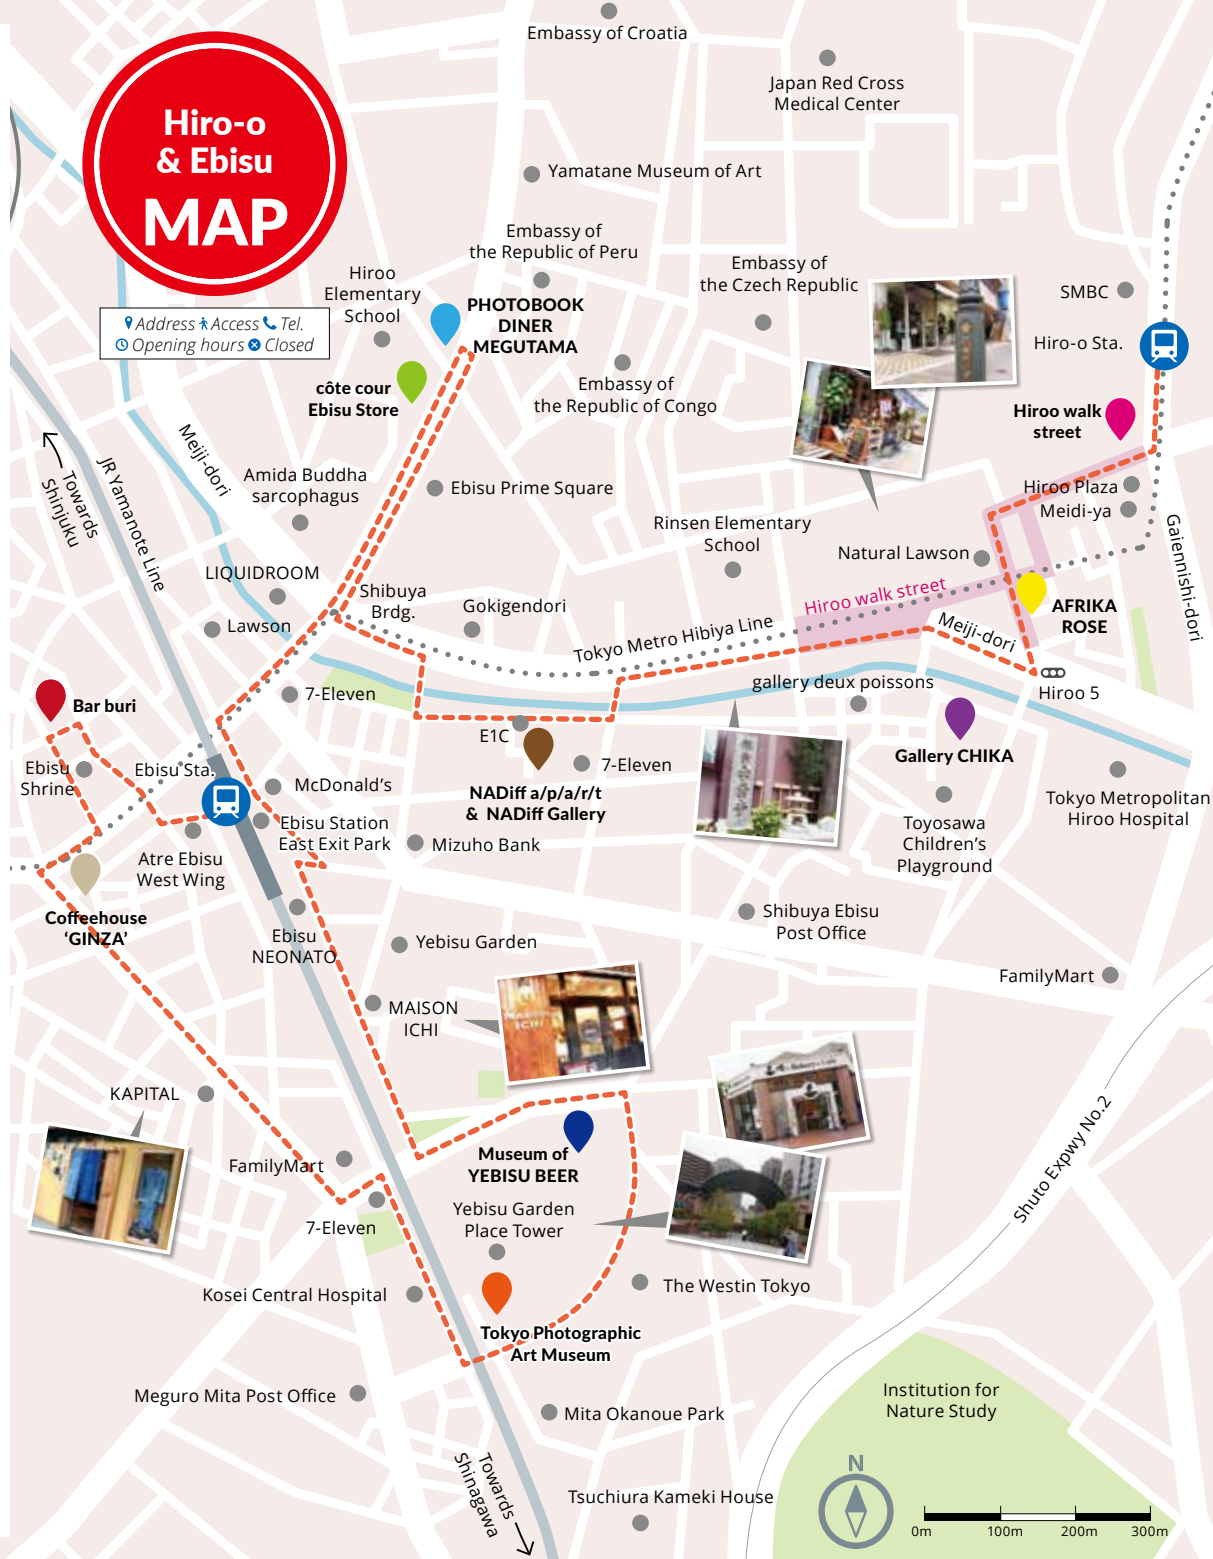 Hiro-o
& Ebisu
MAP
Address Access Tel.
Opening hours Closed
Embassy of Croatia
Japan Red Cross
Medical Center
Yamatane Museum of Art
Embassy of
the Republic of Peru
Embassy of
the Czech Republic
Hiroo
Elementary
School
PHOTOBOOK
DINER
MEGUTAMA
SMBC
Hiro-o Sta.
côte cour
Ebisu Store
Embassy of
the Republic of Congo
Hiroo walk
street
Meiji-dori
JR Yamanote Line
Towards
Shinjuku
Amida Buddha
sarcophagus
Ebisu Prime Square
Hiroo Plaza
Meidi-ya
Rinsen Elementary
School
Natural Lawson
Gaiennishi-dori
LIQUIDROOM
Shibuya
Brdg.
Gokigendori
Hiroo walk street
AFRIKA
ROSE
Lawson
Tokyo Metro Hibiya Line
Meiji-dori
7-Eleven
gallery deux poissons
Hiroo 5
Bar buri
E1C
Gallery CHIKA
Ebisu
Shrine
Ebisu Sta.
McDonald's
7-Eleven
NADiff a/p/a/r/t
& NADiff Gallery
Tokyo Metropolitan
Hiroo Hospital
Ebisu Station
East Exit Park
Mizuho Bank
Toyosawa
Children's
Playground
Atre Ebisu
West Wing
Coffeehouse
'GINZA'
Ebisu
NEONATO
Yebisu Garden
Shibuya Ebisu
Post Office
FamilyMart
MAISON
ICHI
KAPITAL
Shuto Expwy No.2
FamilyMart
Museum of
YEBISU BEER
7-Eleven
Yebisu Garden
Place Tower
Kosei Central Hospital
The Westin Tokyo
Tokyo Photographic
Art Museum
Meguro Mita Post Office
Mita Okanoue Park
Institution for
Nature Study
Towards
Shinagawa
Tsuchiura Kameki House
N
0m 100m 200m 300m